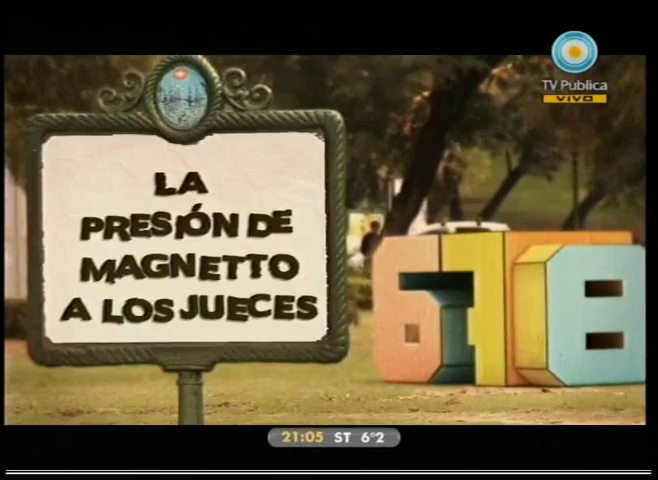 TV Publica
VIVO
LA
PRESIÓN DE
MAGNETTO
A LOS JUECES
678
21:05 ST 6°2